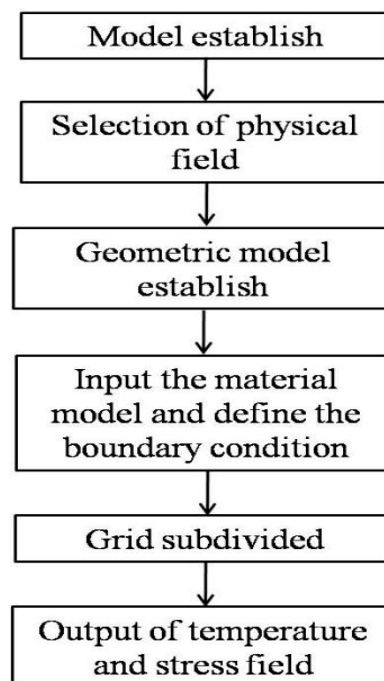 Model establish
Selection of physical
field
Geometric model
establish
Input the material
model and define the
boundary condition
Grid subdivided
Output of temperature
and stress field